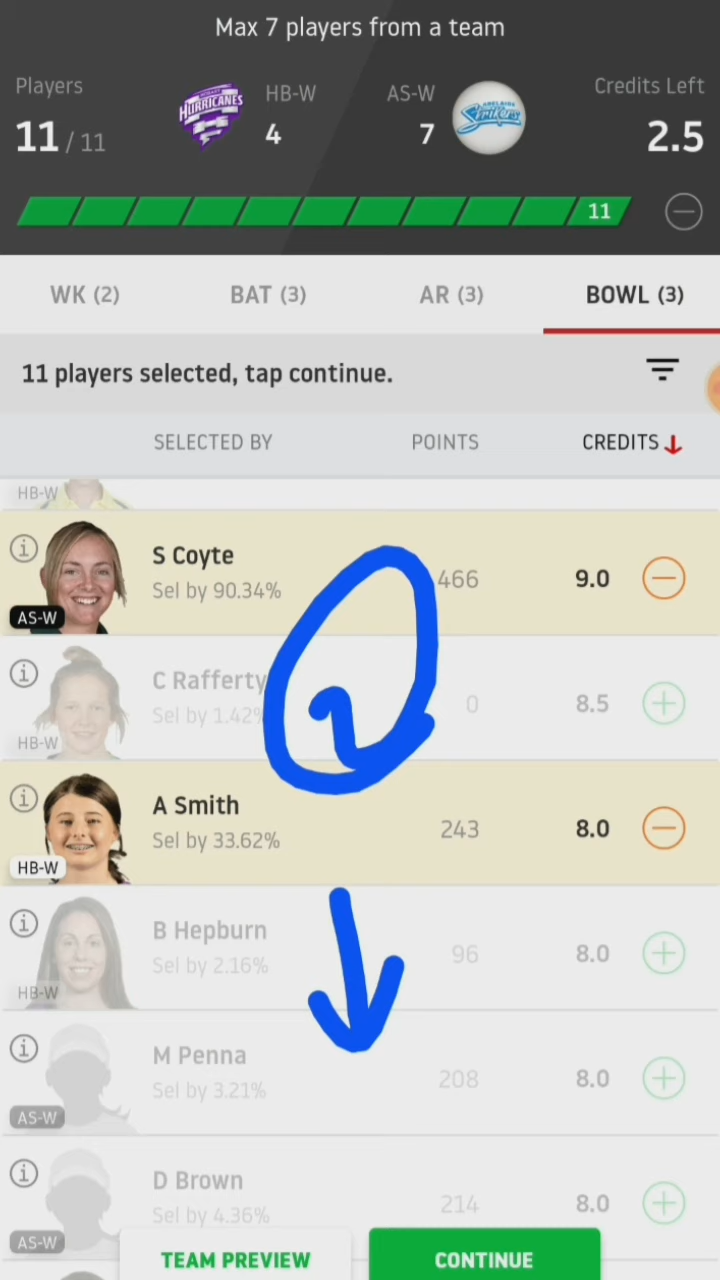 Max 7 players from a team
Players
HB-W
AS-W
Credits Left
11 / 11
HURRICANES
4
7
ADELAIDE
Strikers
2.5
11
WK (2)
BAT (3)
AR (3)
BOWL (3)
11 players selected, tap continue.
SELECTED BY
POINTS
CREDITS
HB-W
S Coyte
Sel by 90.34%
466
9.0
AS-W
C Rafferty
Sel by 1.42%
0
8.5
HB-W
2
A Smith
Sel by 33.62%
243
8.0
HB-W
B Hepburn
Sel by 2.16%
96
8.0
HB-W
M Penna
Sel by 3.21%
208
8.0
AS-W
D Brown
Sel by 4.36%
214
8.0
AS-W
TEAM PREVIEW
CONTINUE